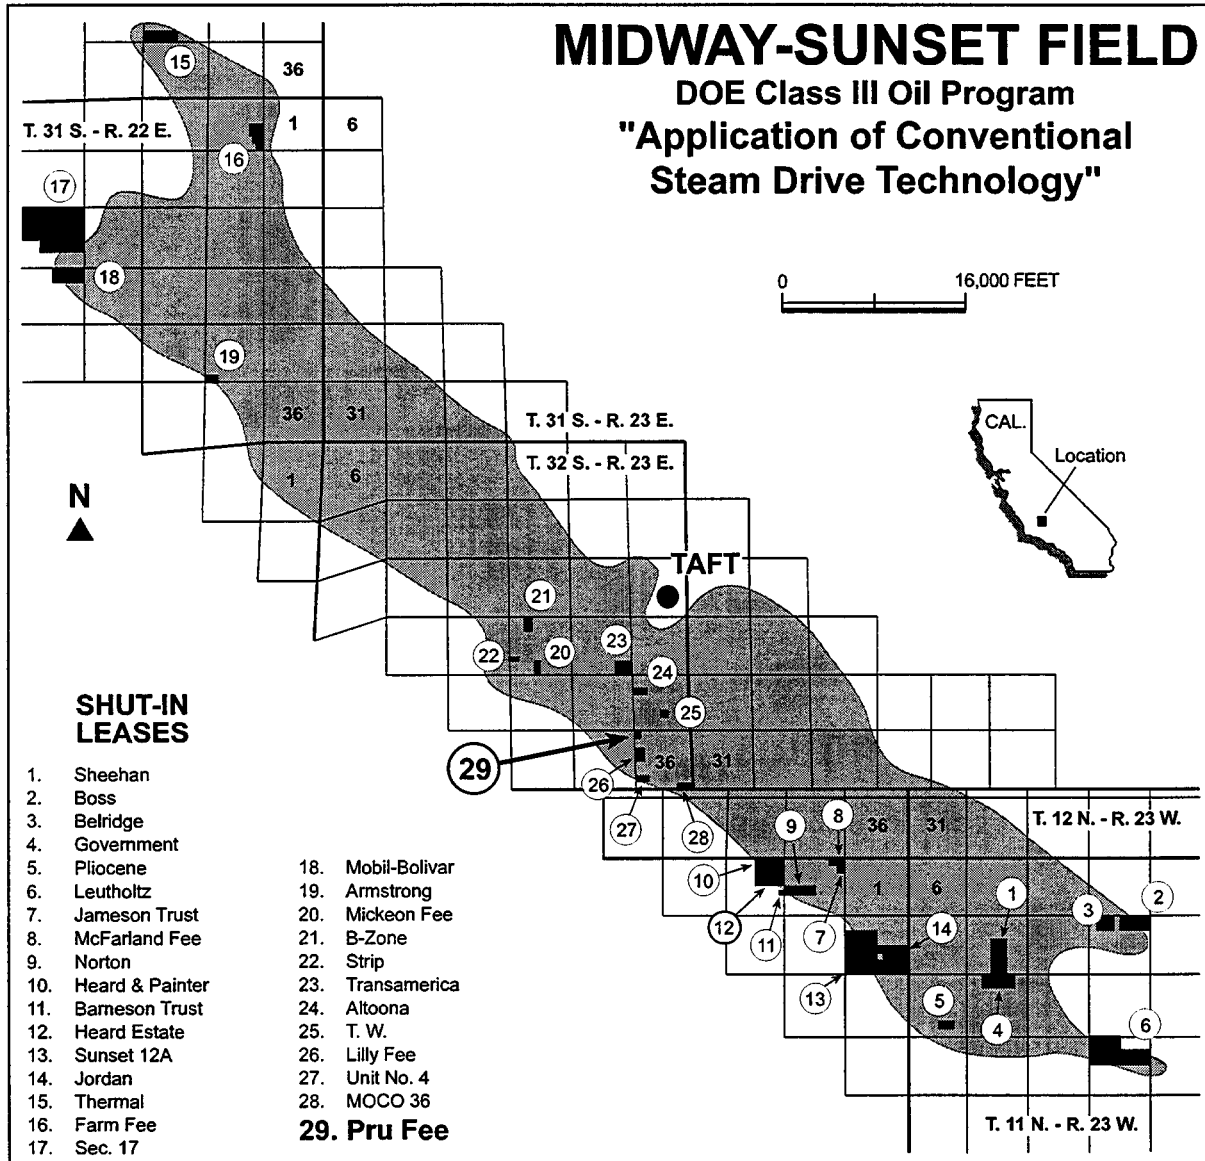 MIDWAY-SUNSET FIELD
DOE Class III Oil Program
"Application of Conventional
Steam Drive Technology"
0 16,000 FEET
CAL.
Location
N
TAFT
T. 31 S. - R. 22 E.
T. 31 S. - R. 23 E.
T. 32 S. - R. 23 E.
T. 12 N. - R. 23 W.
T. 11 N. - R. 23 W.
15
36
1 6
16
17
18
19
36 31
1 6
21
22 20 23
24
25
29
26 36 31
27 28
9 8 36 31
10 1 6 1
3 2
12 11 7 14
13 5 4 6
SHUT-IN
LEASES
1. Sheehan
2. Boss
3. Belridge
4. Government
5. Pliocene
6. Leutholtz
7. Jameson Trust
8. McFarland Fee
9. Norton
10. Heard & Painter
11. Barneson Trust
12. Heard Estate
13. Sunset 12A
14. Jordan
15. Thermal
16. Farm Fee
17. Sec. 17
18. Mobil-Bolivar
19. Armstrong
20. Mickeon Fee
21. B-Zone
22. Strip
23. Transamerica
24. Altoona
25. T. W.
26. Lilly Fee
27. Unit No. 4
28. MOCO 36
29. Pru Fee